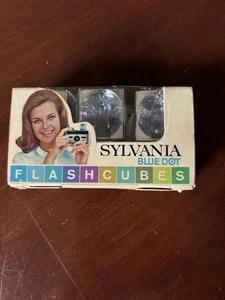 SYLVANIA
BLUE DOT
FLASHCUBES